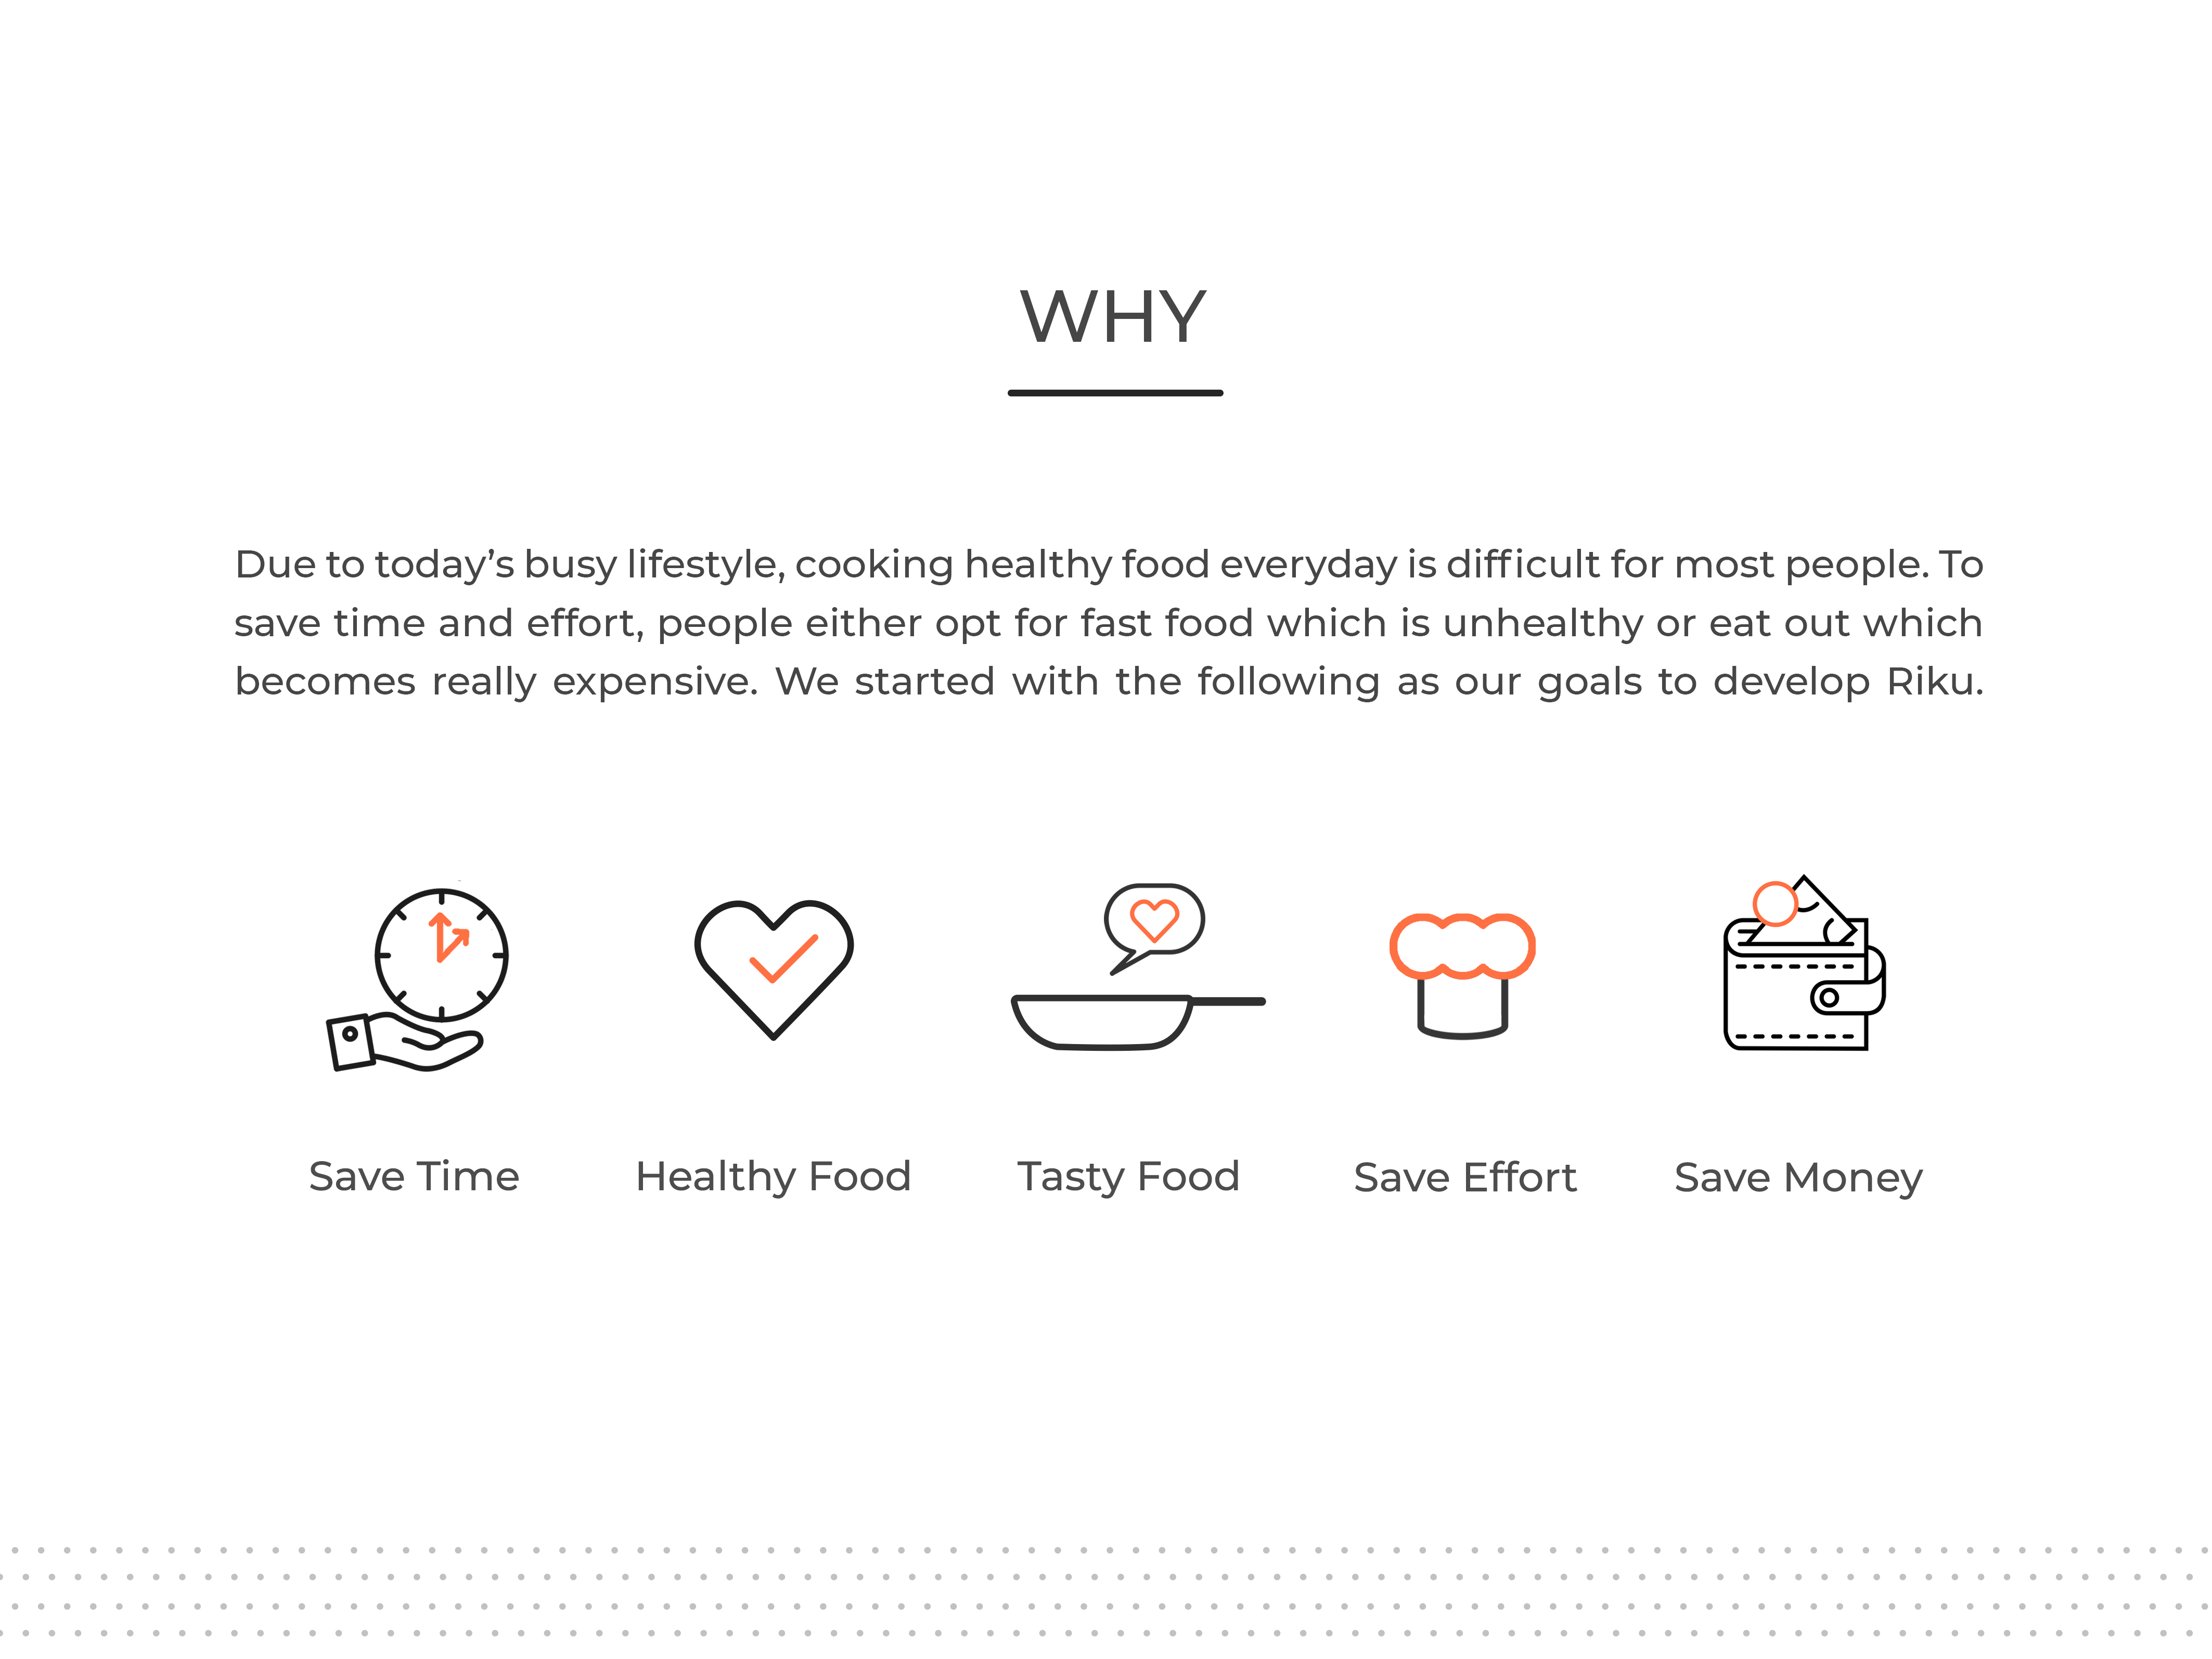 WHY
Due to today’s busy lifestyle, cooking healthy food everyday is difficult for most people. To
save time and effort, people either opt for fast food which is unhealthy or eat out which
becomes really expensive. We started with the following as our goals to develop Riku.
Save Time
Healthy Food
Tasty Food
Save Effort
Save Money